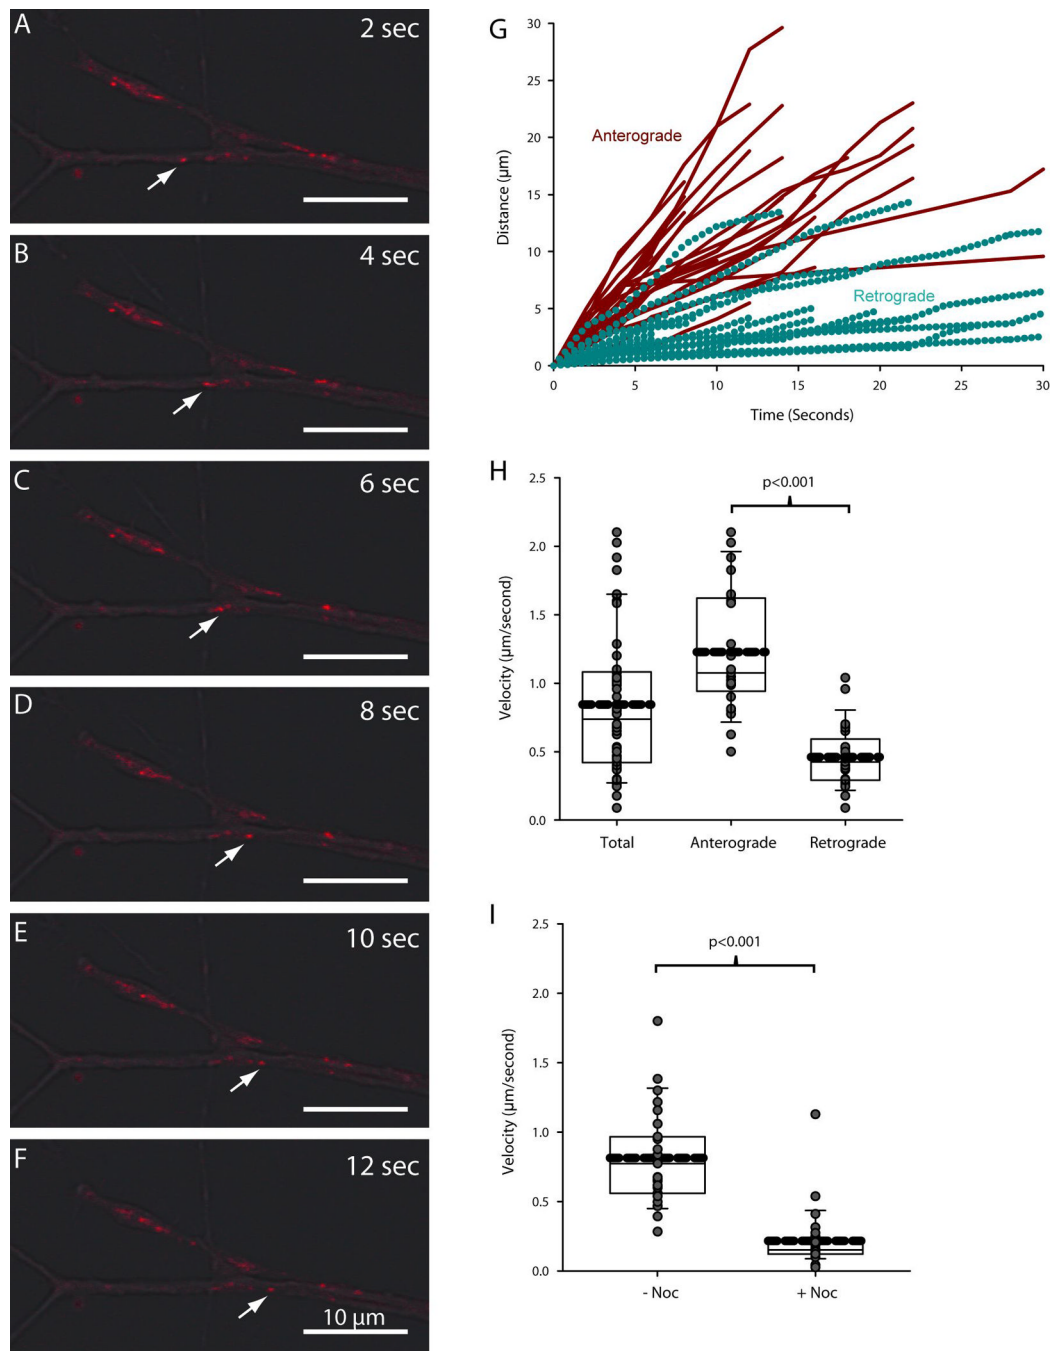 A
2 sec
B
4 sec
C
6 sec
D
8 sec
E
10 sec
F
12 sec
10 µm
G
30
25
20
15
10
5
0
Distance (µm)
Anterograde
Retrograde
0
5
10
15
20
25
30
Time (Seconds)
H
2.5
2.0
1.5
1.0
0.5
0.0
Velocity (µm/second)
p<0.001
Total
Anterograde
Retrograde
I
2.5
2.0
1.5
1.0
0.5
0.0
Velocity (µm/second)
p<0.001
- Noc
+ Noc